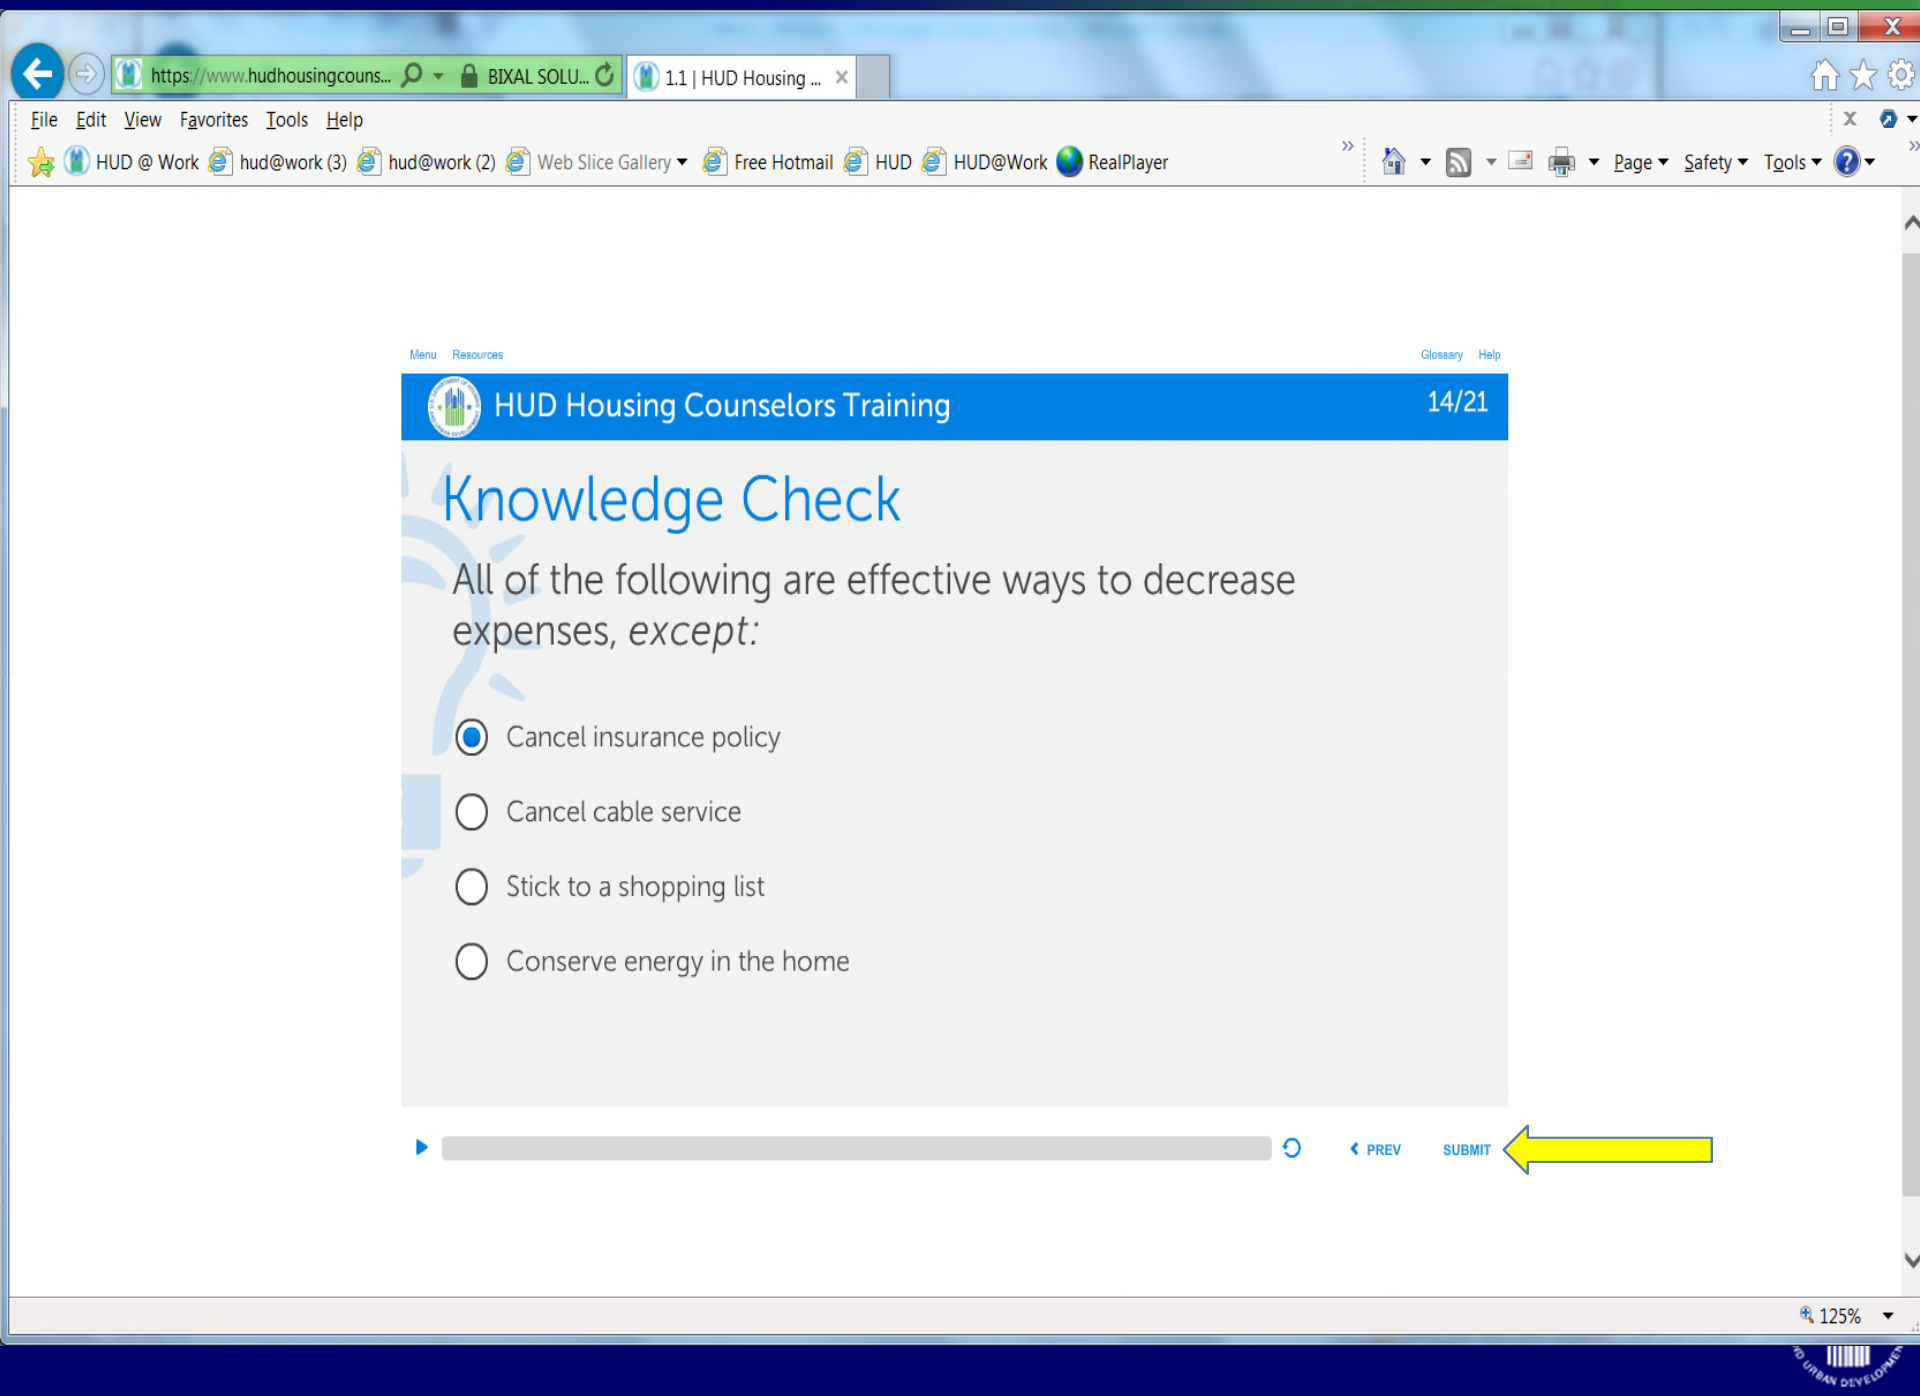 X
https://www.hudhousingcouns... BIXAL SOLU... 1.1 | HUD Housing ... ×
File Edit View Favorites Tools Help
X
HUD @ Work hud@work (3) hud@work (2) Web Slice Gallery Free Hotmail HUD HUD@Work RealPlayer » Page Safety Tools ? »
Menu Resources Glossary Help
HUD Housing Counselors Training 14/21
Knowledge Check
All of the following are effective ways to decrease
expenses, except:
Cancel insurance policy
Cancel cable service
Stick to a shopping list
Conserve energy in the home
PREV SUBMIT
125%
URBAN DEVELOPMEN